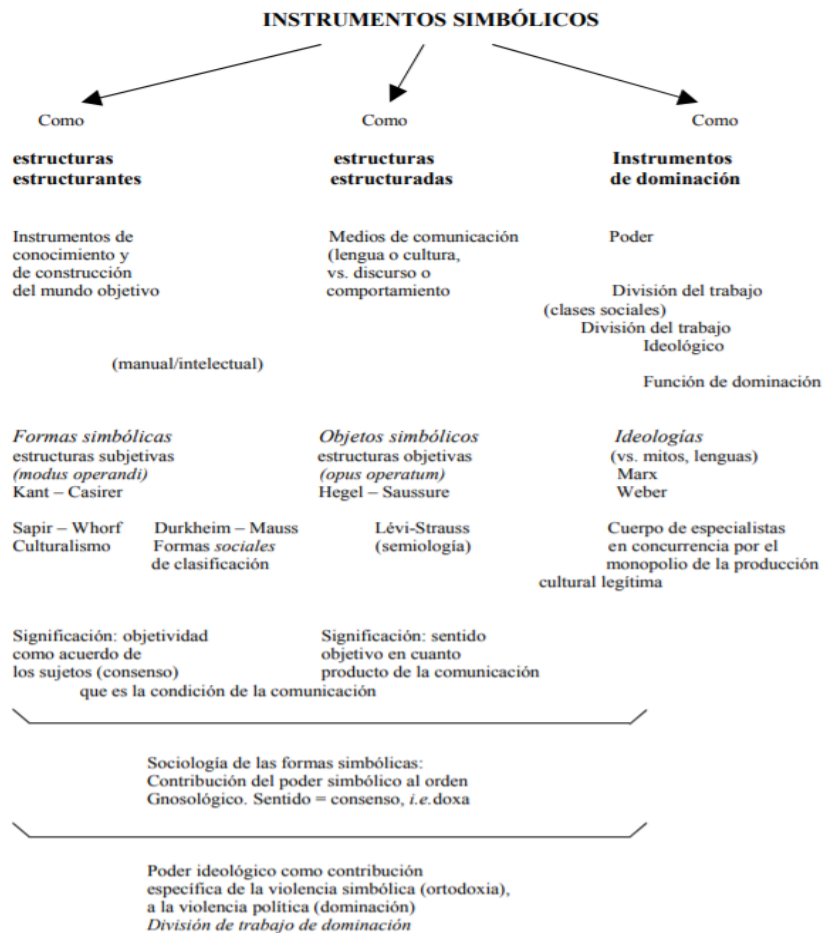 INSTRUMENTOS SIMBÓLICOS
Como
estructuras
estructurantes
Como
estructuras
estructuradas
Como
Instrumentos
de dominación
Instrumentos de
conocimiento y
de construcción
del mundo objetivo
Medios de comunicación
(lengua o cultura,
vs. discurso o
comportamiento
Poder
División del trabajo
(clases sociales)
División del trabajo
Ideológico
(manual/intelectual)
Función de dominación
Formas simbólicas
estructuras subjetivas
(modus operandi)
Kant – Casirer
Objetos simbólicos
estructuras objetivas
(opus operatum)
Hegel – Saussure
Ideologías
(vs. mitos, lenguas)
Marx
Weber
Sapir – Whorf
Culturalismo
Durkheim – Mauss
Formas sociales
de clasificación
Lévi-Strauss
(semiología)
Cuerpo de especialistas
en concurrencia por el
monopolio de la producción
cultural legítima
Significación: objetividad
como acuerdo de
los sujetos (consenso)
Significación: sentido
objetivo en cuanto
producto de la comunicación
que es la condición de la comunicación
Sociología de las formas simbólicas:
Contribución del poder simbólico al orden
Gnosológico. Sentido = consenso, i.e.doxa
Poder ideológico como contribución
específica de la violencia simbólica (ortodoxia),
a la violencia política (dominación)
División de trabajo de dominación